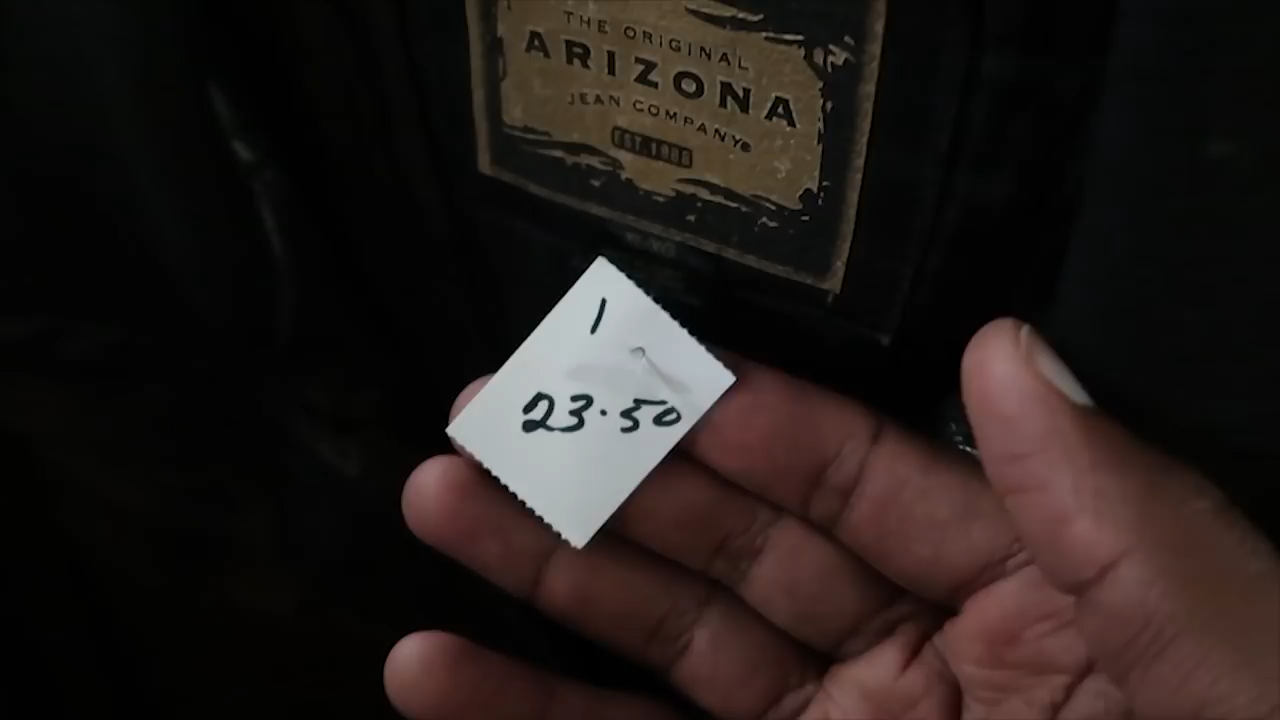 THE ORIGINAL
ARIZONA
JEAN COMPANY®
EST. 1986
1
23.50